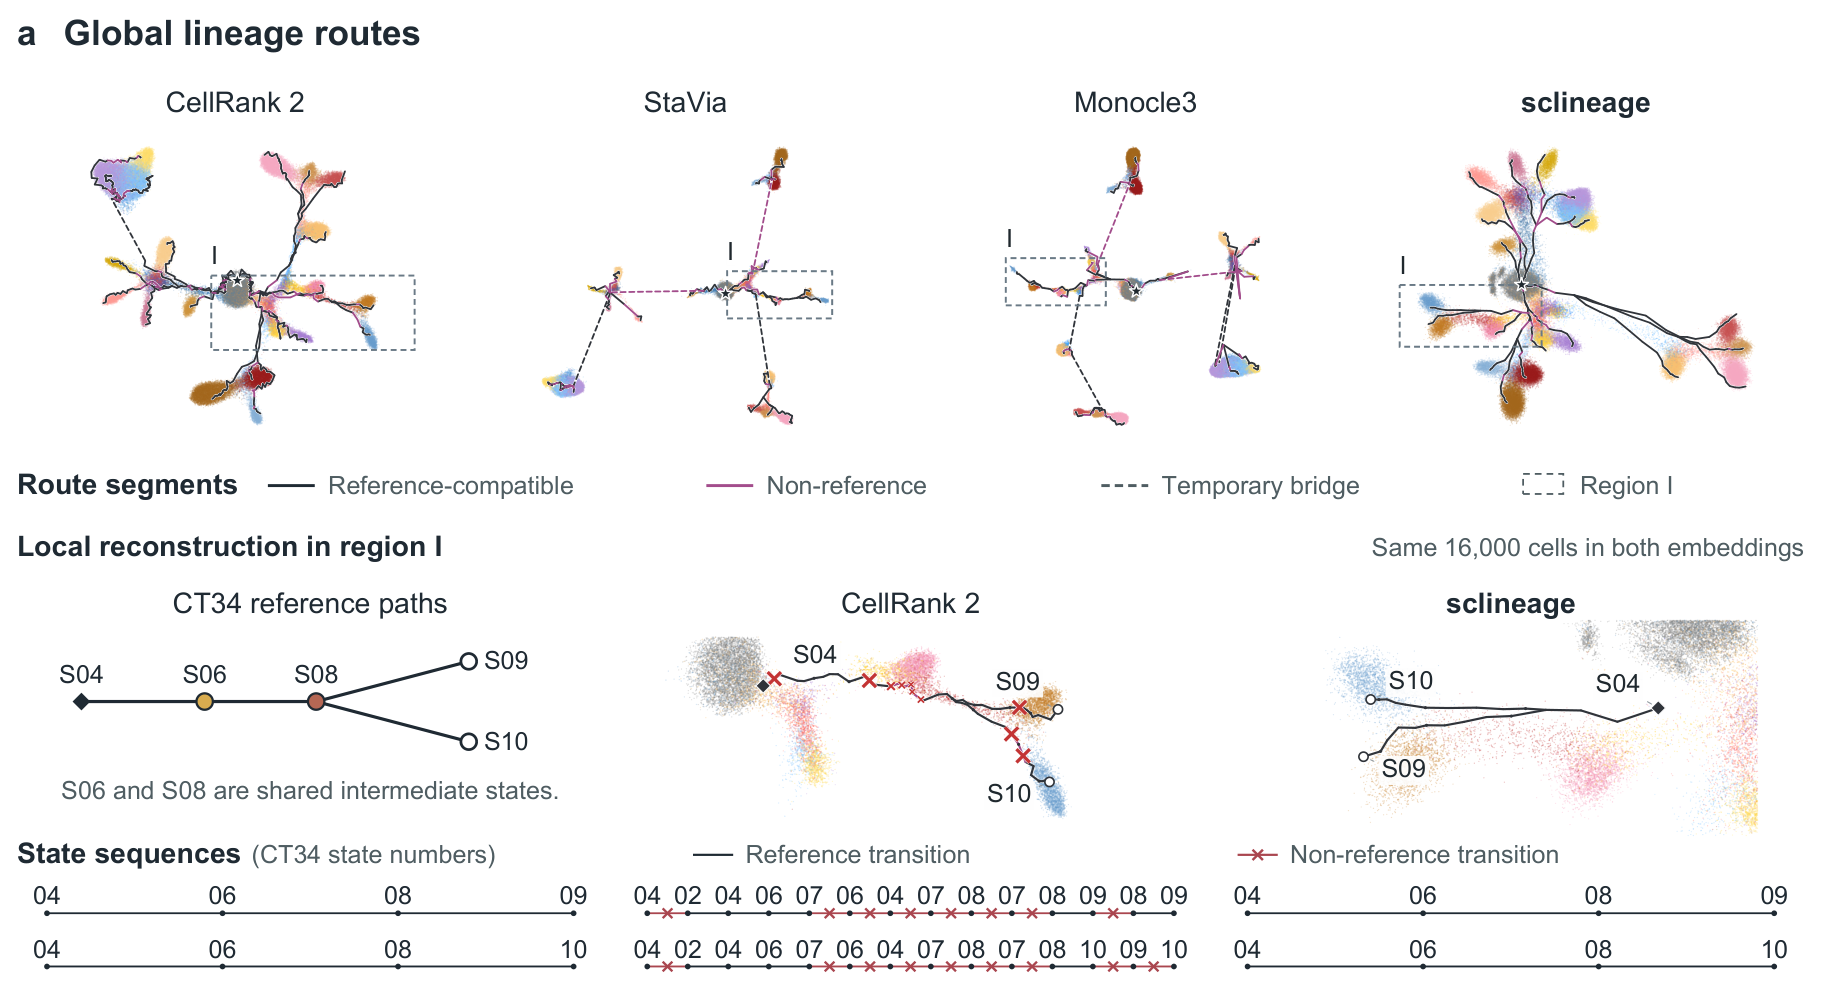 a Global lineage routes
CellRank 2 StaVia Monocle3 sclineage
I I I I
Route segments Reference-compatible Non-reference Temporary bridge Region I
Local reconstruction in region I Same 16,000 cells in both embeddings
CT34 reference paths CellRank 2 sclineage
S04 S06 S08 S09 S10
S06 and S08 are shared intermediate states.
S04 S09 S10
S10 S04 S09
State sequences (CT34 state numbers) Reference transition Non-reference transition
04 06 08 09 04 02 04 06 07 06 04 07 08 07 08 09 08 09 04 06 08 09
04 06 08 10 04 02 04 06 07 06 04 07 08 07 08 10 09 10 04 06 08 10